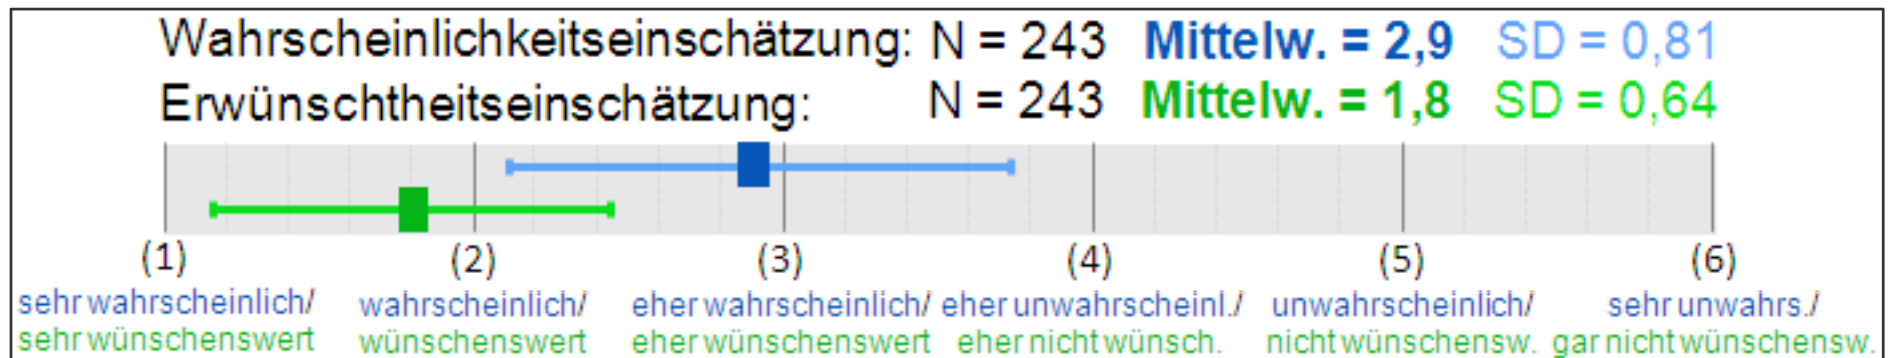 Wahrscheinlichkeitseinschätzung: N = 243 Mittelw. = 2,9 SD = 0,81
Erwünschtheitseinschätzung: N = 243 Mittelw. = 1,8 SD = 0,64
(1) (2) (3) (4) (5) (6)
sehr wahrscheinlich/ wahrscheinlich/ eher wahrscheinlich/ eher unwahrscheinl./ unwahrscheinlich/ sehr unwahrs./
sehr wünschenswert wünschenswert eher wünschenswert eher nicht wünsch. nicht wünschensw. gar nicht wünschensw.